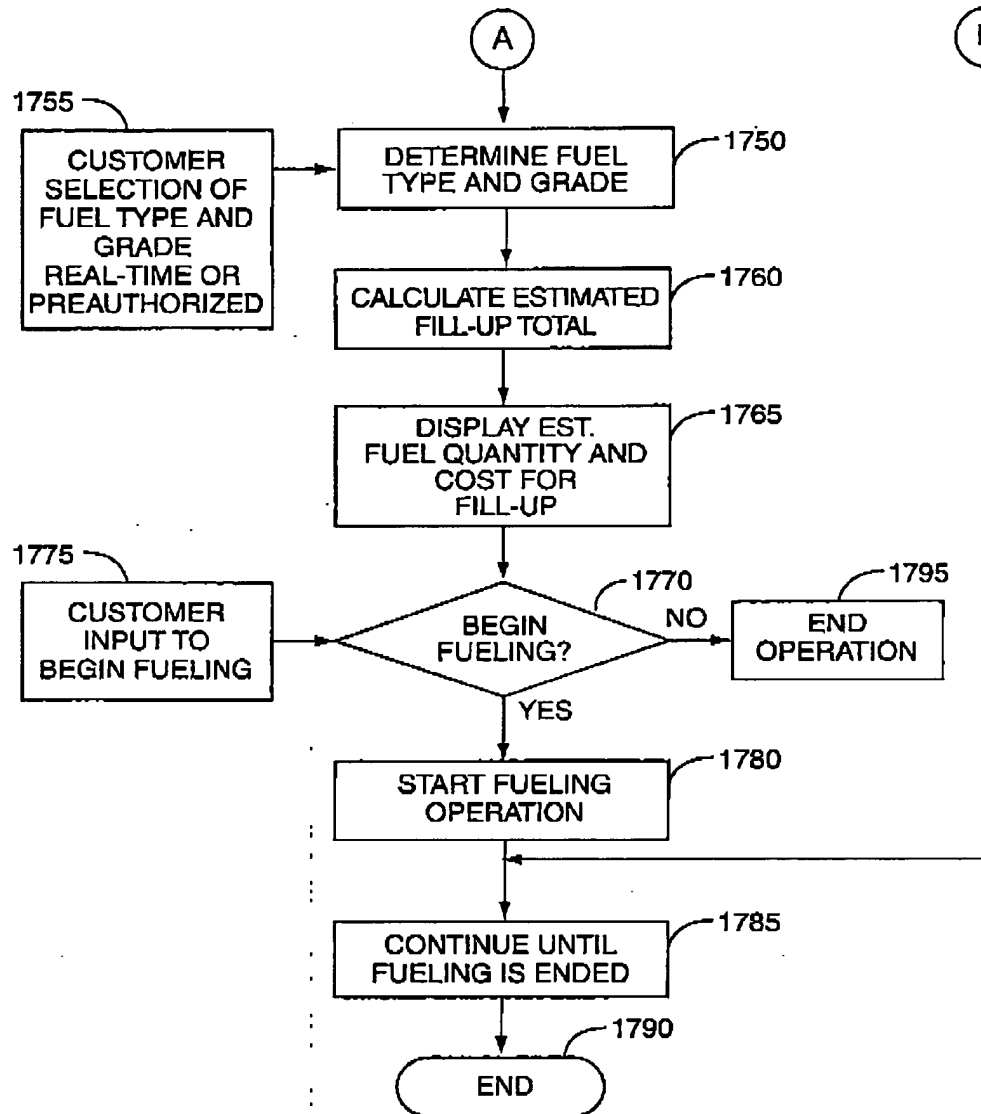 A
1755
CUSTOMER
SELECTION OF
FUEL TYPE AND
GRADE
REAL-TIME OR
PREAUTHORIZED
DETERMINE FUEL
TYPE AND GRADE
1750
CALCULATE ESTIMATED
FILL-UP TOTAL
1760
DISPLAY EST.
FUEL QUANTITY AND
COST FOR
FILL-UP
1765
1775
CUSTOMER
INPUT TO
BEGIN FUELING
BEGIN
FUELING?
1770
NO
1795
END
OPERATION
YES
START FUELING
OPERATION
1780
CONTINUE UNTIL
FUELING IS ENDED
1785
END
1790